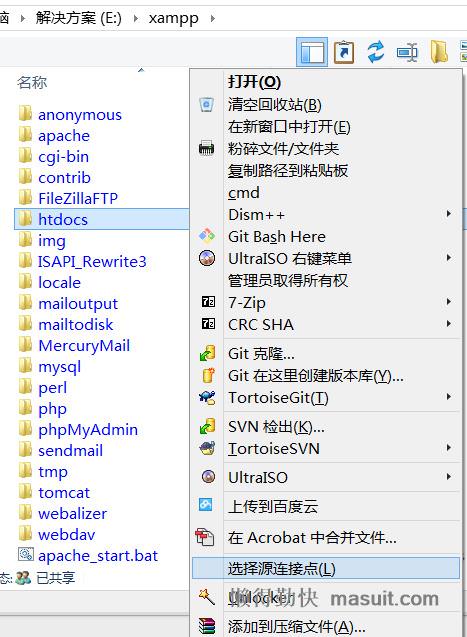 脑 › 解决方案 (E:) › xampp ›
名称
anonymous
apache
cgi-bin
contrib
FileZillaFTP
htdocs
img
ISAPI_Rewrite3
locale
mailoutput
mailtodisk
MercuryMail
mysql
perl
php
phpMyAdmin
sendmail
tmp
tomcat
webalizer
webdav
apache_start.bat
态: 已共享
打开(O)
清空回收站(B)
在新窗口中打开(E)
粉碎文件/文件夹
复制路径到粘贴板
cmd
Dism++
Git Bash Here
UltraISO 右键菜单
管理员取得所有权
7-Zip
CRC SHA
Git 克隆...
Git 在这里创建版本库(Y)...
TortoiseGit(T)
SVN 检出(K)...
TortoiseSVN
UltraISO
上传到百度云
在 Acrobat 中合并文件...
选择源连接点(L)
Unlocker
懒得勤快 masuit.com
添加到压缩文件(A)...